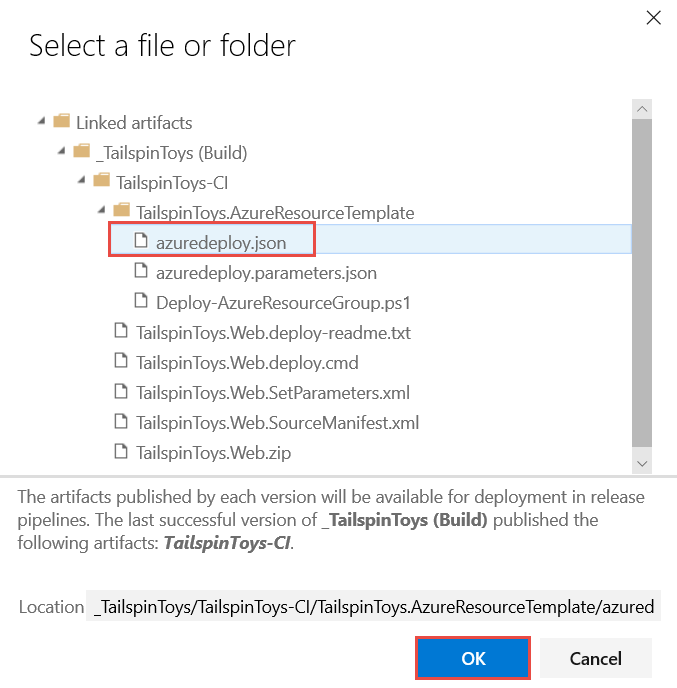 Select a file or folder
Linked artifacts
_TailspinToys (Build)
TailspinToys-CI
TailspinToys.AzureResourceTemplate
azuredeploy.json
azuredeploy.parameters.json
Deploy-AzureResourceGroup.ps1
TailspinToys.Web.deploy-readme.txt
TailspinToys.Web.deploy.cmd
TailspinToys.Web.SetParameters.xml
TailspinToys.Web.SourceManifest.xml
TailspinToys.Web.zip
The artifacts published by each version will be available for deployment in release
pipelines. The last successful version of _TailspinToys (Build) published the
following artifacts: TailspinToys-CI.
Location _TailspinToys/TailspinToys-CI/TailspinToys.AzureResourceTemplate/azured
OK Cancel